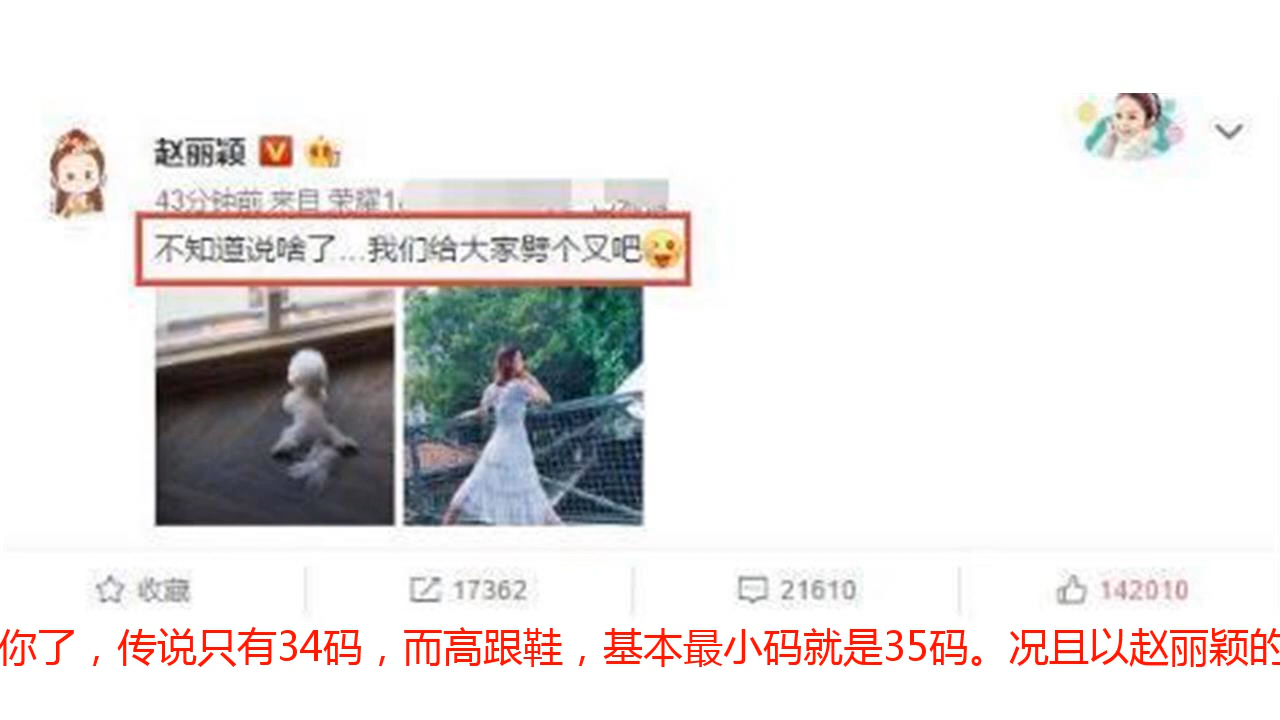 赵丽颖
43分钟前 来自 荣耀
不知道说啥了...我们给大家劈个叉吧
收藏
17362
21610
142010
你了，传说只有34码，而高跟鞋，基本最小码就是35码。况且以赵丽颖的